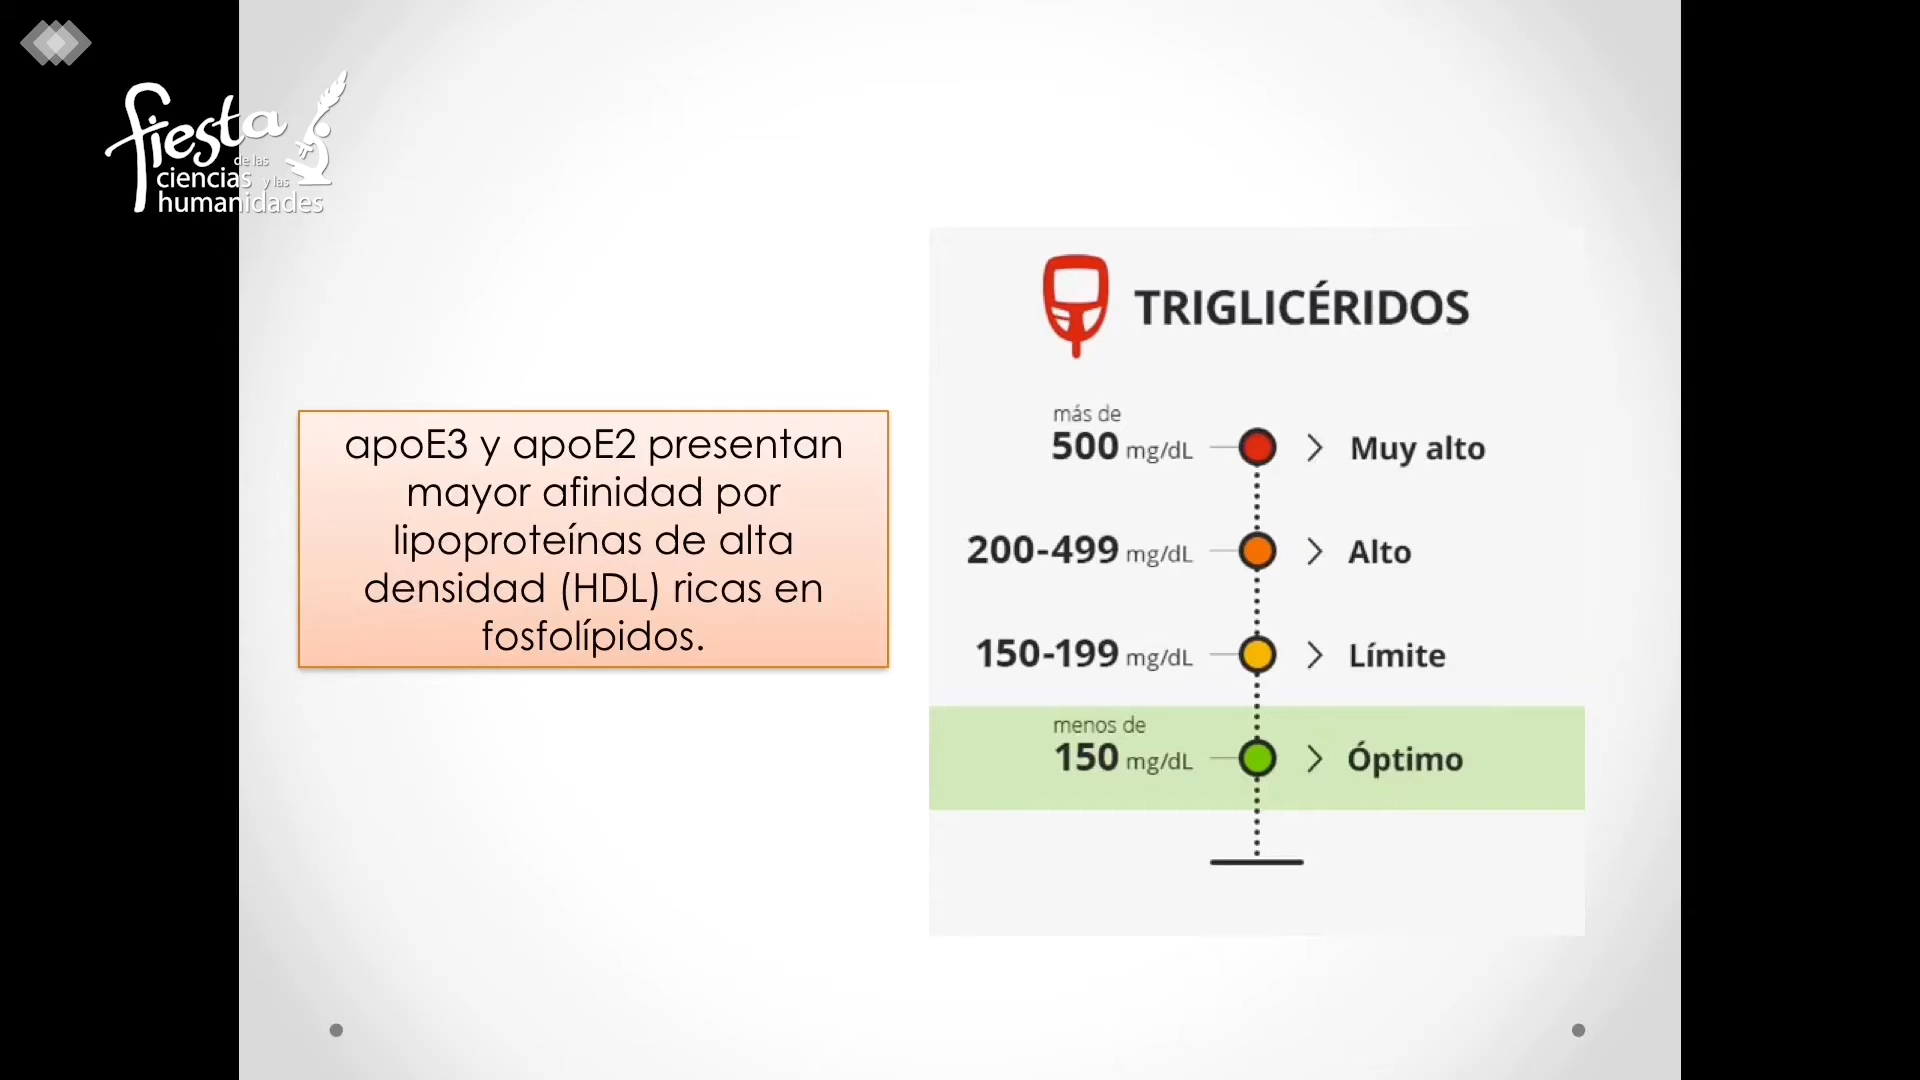 fiesta
de las
ciencias y las
humanidades
apoE3 y apoE2 presentan
mayor afinidad por
lipoproteínas de alta
densidad (HDL) ricas en
fosfolípidos.
TRIGLICÉRIDOS
más de
500 mg/dL > Muy alto
200-499 mg/dL > Alto
150-199 mg/dL > Límite
menos de
150 mg/dL > Óptimo